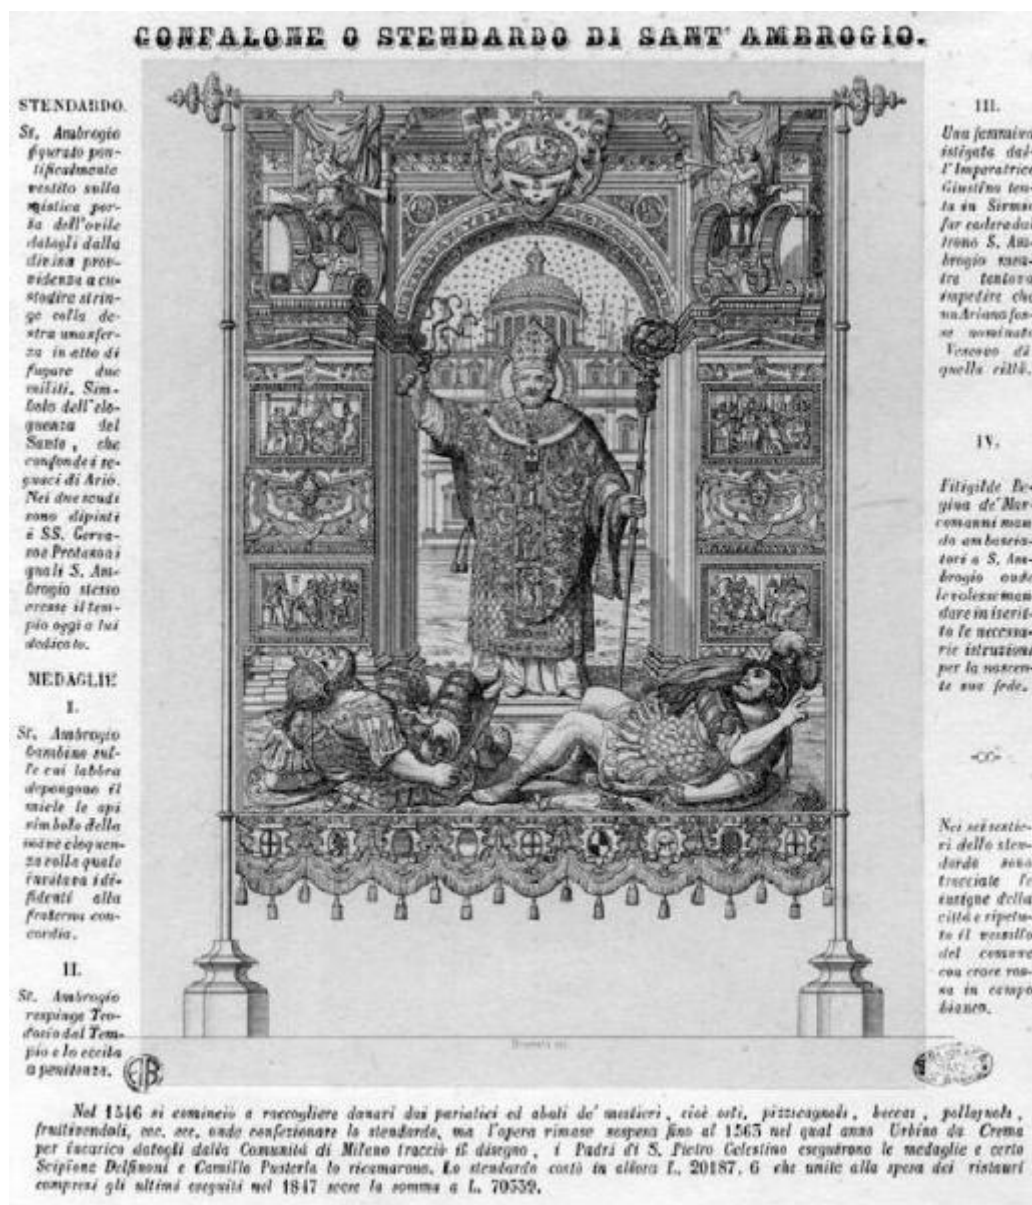 GONFALONE O STENDARDO DI SANT' AMBROGIO.
STENDARDO.
St. Ambrogio
figurato pon-
tificalmente
vestito sulla
mistica por-
ta dell'ovile
datagli dalla
divina prov-
videnza a cu-
stodire strin-
ge colla de-
stra una sfer-
za in atto di
fugare due
militi. Sim-
bolo dell'elo-
quenza del
Santo, che
confonde i se-
guaci di Ario.
Nei due scudi
sono dipinti
i SS. Gerva-
so e Protaso i
quali S. Am-
brogio stesso
eresse il tem-
pio oggi a lui
dedicato.
MEDAGLIE
I.
St. Ambrogio
bambino sul-
le cui labbra
depongono il
miele le api
simbolo della
soave eloquen-
za colla quale
invitava i di-
fidenti alla
fraterna con-
cordia.
II.
St. Ambrogio
respinge Teo-
dosio dal Tem-
pio e lo eccita
a penitenza.
III.
Una femmina
istigata dal-
l'Imperatrice
Giustina ten-
ta in Sirmio
far cadere dal
trono S. Am-
brogio men-
tre tentava
impedire che
un Ariano fos-
se nominato
Vescovo di
quella città.
IV.
Fitigilde Re-
gina de' Mar-
comanni man-
da ambascia-
tori a S. Am-
brogio onde
le volesse man-
dare in iscrit-
to le necessa-
rie istruzioni
per la nascen-
te sua fede.
Nei sei sentie-
ri dello sten-
dardo sono
tracciate le
insigne della
città e ripetu-
to il vessillo
del comune
con croce ros-
sa in campo
bianco.
Nel 1546 si cominciò a raccogliere danari dai paratici ed abati de' mestieri, cioè osti, pizzicagnoli, beccai, pollajuoli,
fruttivendoli, ecc. ecc. onde confezionare lo stendardo, ma l'opera rimase sospesa fino al 1563 nel qual anno Urbino da Crema
per incarico datogli dalla Comunità di Milano tracciò il disegno, i Padri di S. Pietro Celestino eseguirono le medaglie e certo
Scipione Delfinoni e Camillo Pusterla lo ricamarono. Lo stendardo costò in allora L. 20187. 6 che unite alla spesa dei ristauri
compresi gli ultimi eseguiti nel 1847 secre la somma a L. 70559.